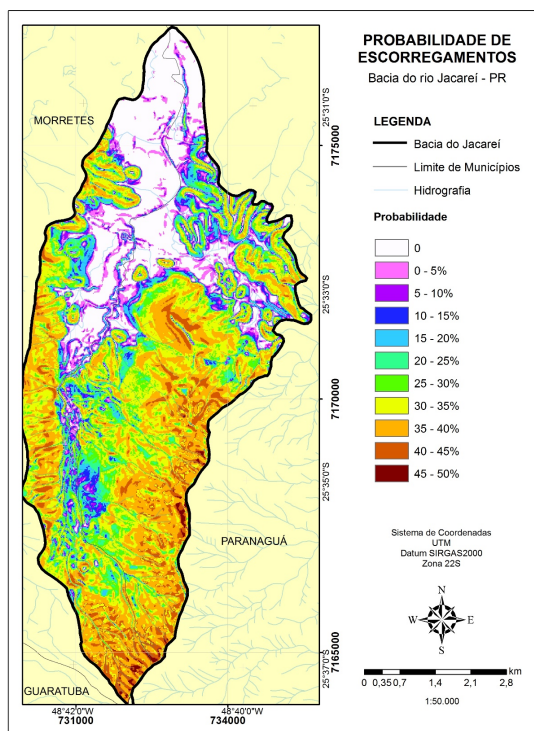 PROBABILIDADE DE
ESCORREGAMENTOS
Bacia do rio Jacareí - PR
LEGENDA
Bacia do Jacareí
Limite de Municípios
Hidrografia
Probabilidade
0
0 - 5%
5 - 10%
10 - 15%
15 - 20%
20 - 25%
25 - 30%
30 - 35%
35 - 40%
40 - 45%
45 - 50%
Sistema de Coordenadas
UTM
Datum SIRGAS2000
Zona 22S
N
W E
S
km
0 0,35 0,7 1,4 2,1 2,8
1:50.000
MORRETES
PARANAGUÁ
GUARATUBA
25°31'0"S
7175000
25°33'0"S
7170000
25°35'0"S
7165000
25°37'0"S
48°42'0"W
731000
48°40'0"W
734000